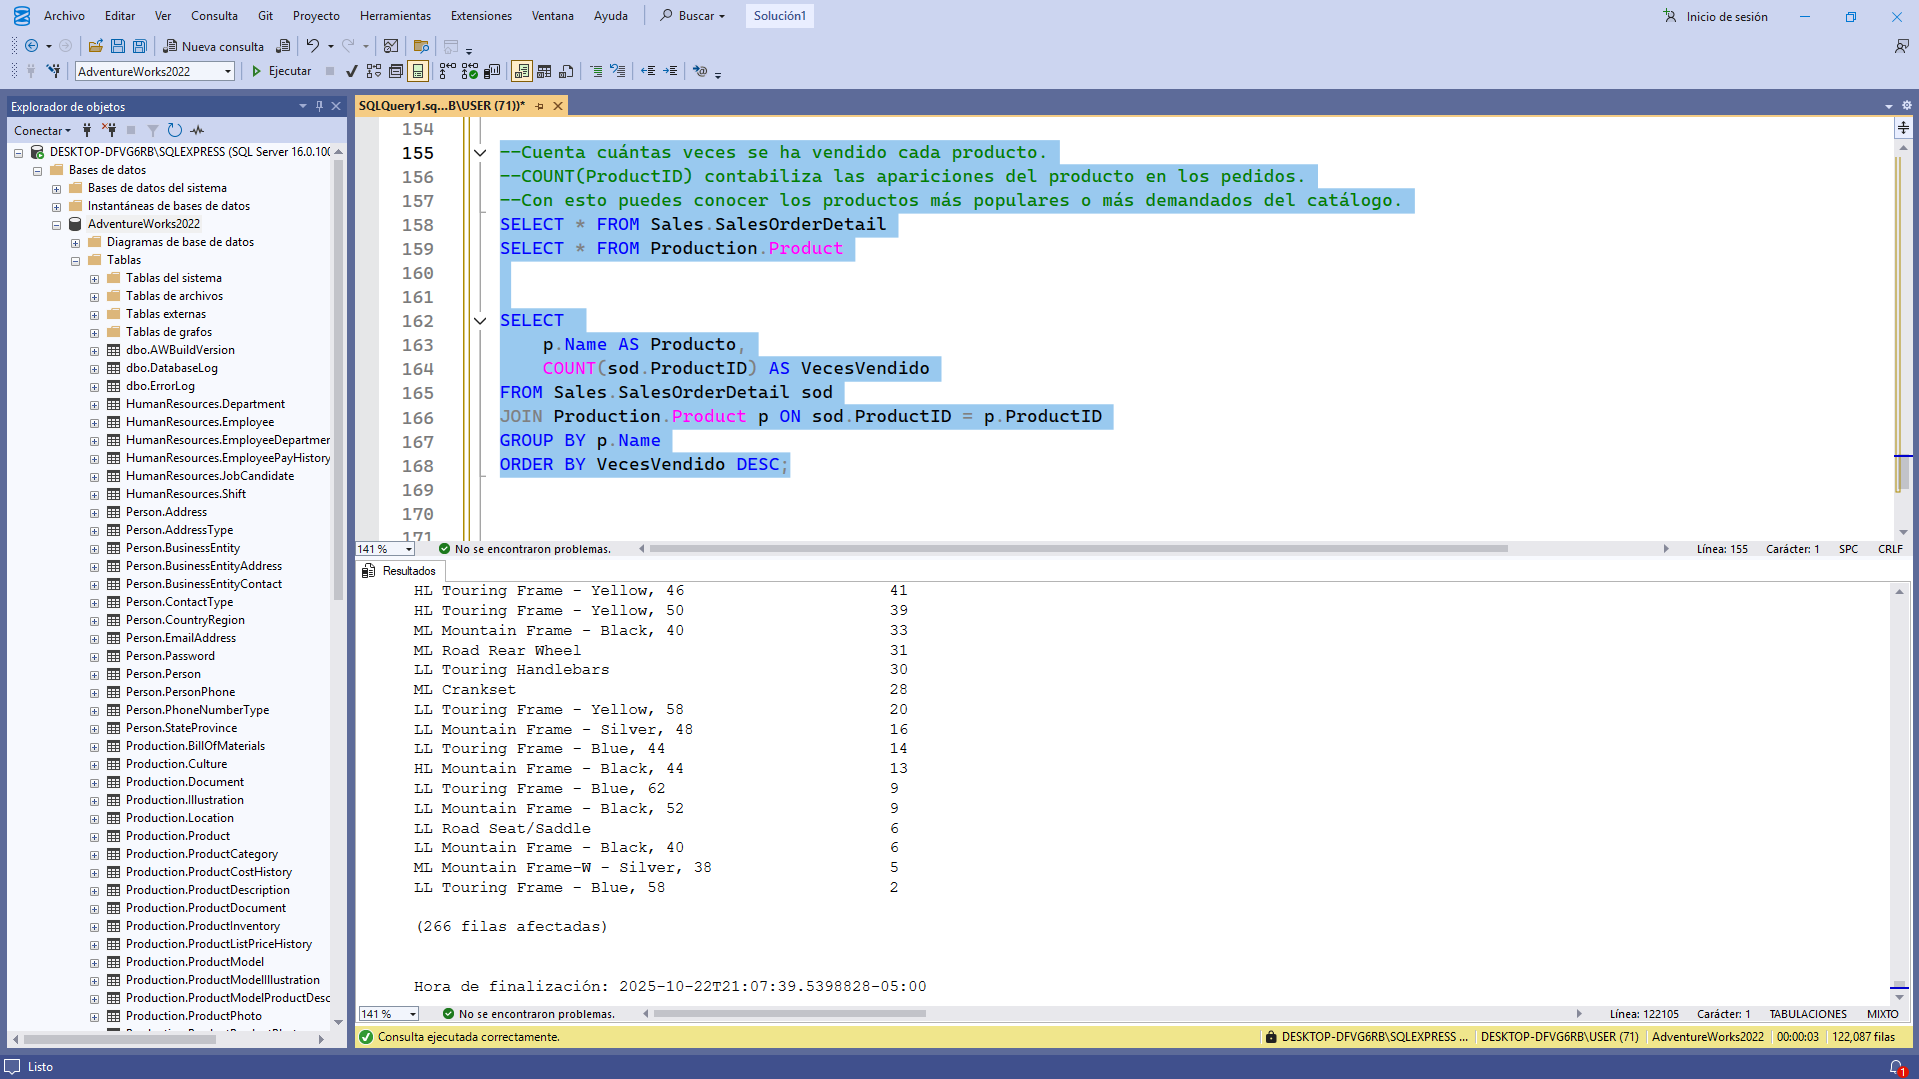 Archivo Editar Ver Consulta Git Proyecto Herramientas Extensiones Ventana Ayuda Buscar Solución1 Inicio de sesión
Nueva consulta
AdventureWorks2022 Ejecutar
Explorador de objetos
Conectar
DESKTOP-DFVG6RB\SQLEXPRESS (SQL Server 16.0.100
Bases de datos
Bases de datos del sistema
Instantáneas de bases de datos
AdventureWorks2022
Diagramas de base de datos
Tablas
Tablas del sistema
Tablas de archivos
Tablas externas
Tablas de grafos
dbo.AWBuildVersion
dbo.DatabaseLog
dbo.ErrorLog
HumanResources.Department
HumanResources.Employee
HumanResources.EmployeeDepartmen
HumanResources.EmployeePayHistory
HumanResources.JobCandidate
HumanResources.Shift
Person.Address
Person.AddressType
Person.BusinessEntity
Person.BusinessEntityAddress
Person.BusinessEntityContact
Person.ContactType
Person.CountryRegion
Person.EmailAddress
Person.Password
Person.Person
Person.PersonPhone
Person.PhoneNumberType
Person.StateProvince
Production.BillOfMaterials
Production.Culture
Production.Document
Production.Illustration
Production.Location
Production.Product
Production.ProductCategory
Production.ProductCostHistory
Production.ProductDescription
Production.ProductDocument
Production.ProductInventory
Production.ProductListPriceHistory
Production.ProductModel
Production.ProductModelIllustration
Production.ProductModelProductDesc
Production.ProductPhoto
SQLQuery1.sq...B\USER (71))*
154
155 --Cuenta cuántas veces se ha vendido cada producto.
156 --COUNT(ProductID) contabiliza las apariciones del producto en los pedidos.
157 --Con esto puedes conocer los productos más populares o más demandados del catálogo.
158 SELECT * FROM Sales.SalesOrderDetail
159 SELECT * FROM Production.Product
160
161
162 SELECT
163 p.Name AS Producto,
164 COUNT(sod.ProductID) AS VecesVendido
165 FROM Sales.SalesOrderDetail sod
166 JOIN Production.Product p ON sod.ProductID = p.ProductID
167 GROUP BY p.Name
168 ORDER BY VecesVendido DESC;
169
170
171
141 % No se encontraron problemas. Línea: 155 Carácter: 1 SPC CRLF
Resultados
HL Touring Frame - Yellow, 46 41
HL Touring Frame - Yellow, 50 39
ML Mountain Frame - Black, 40 33
ML Road Rear Wheel 31
LL Touring Handlebars 30
ML Crankset 28
LL Touring Frame - Yellow, 58 20
LL Mountain Frame - Silver, 48 16
LL Touring Frame - Blue, 44 14
HL Mountain Frame - Black, 44 13
LL Touring Frame - Blue, 62 9
LL Mountain Frame - Black, 52 9
LL Road Seat/Saddle 6
LL Mountain Frame - Black, 40 6
ML Mountain Frame-W - Silver, 38 5
LL Touring Frame - Blue, 58 2
(266 filas afectadas)
Hora de finalización: 2025-10-22T21:07:39.5398828-05:00
141 % No se encontraron problemas. Línea: 122105 Carácter: 1 TABULACIONES MIXTO
Consulta ejecutada correctamente. DESKTOP-DFVG6RB\SQLEXPRESS ... DESKTOP-DFVG6RB\USER (71) AdventureWorks2022 00:00:03 122,087 filas
Listo 1